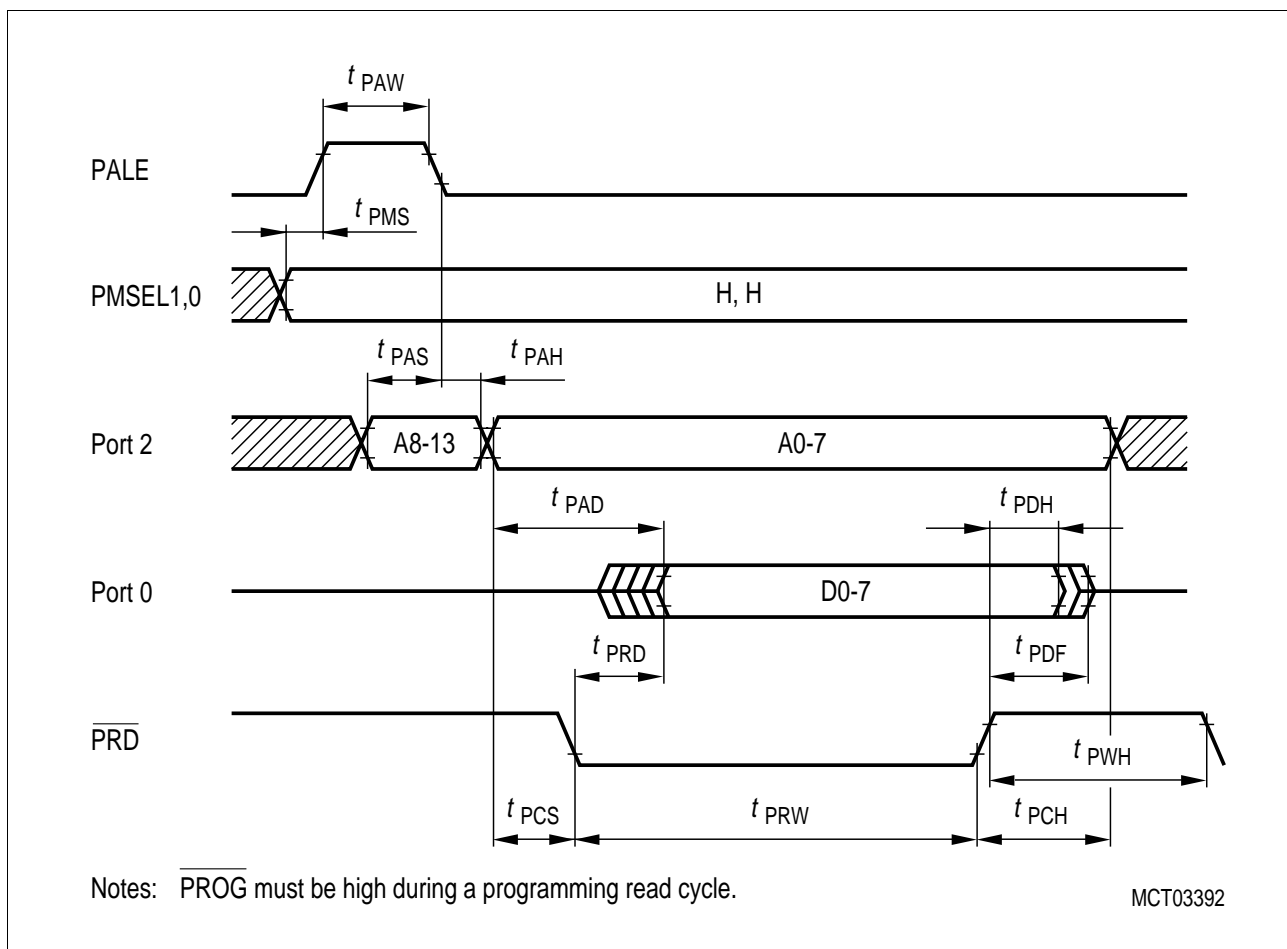 t PAW
PALE
t PMS
PMSEL1,0
H, H
t PAS
t PAH
Port 2
A8-13
A0-7
t PAD
t PDH
Port 0
D0-7
t PRD
t PDF
PRD
t PWH
t PCS
t PRW
t PCH
Notes: PROG must be high during a programming read cycle.
MCT03392